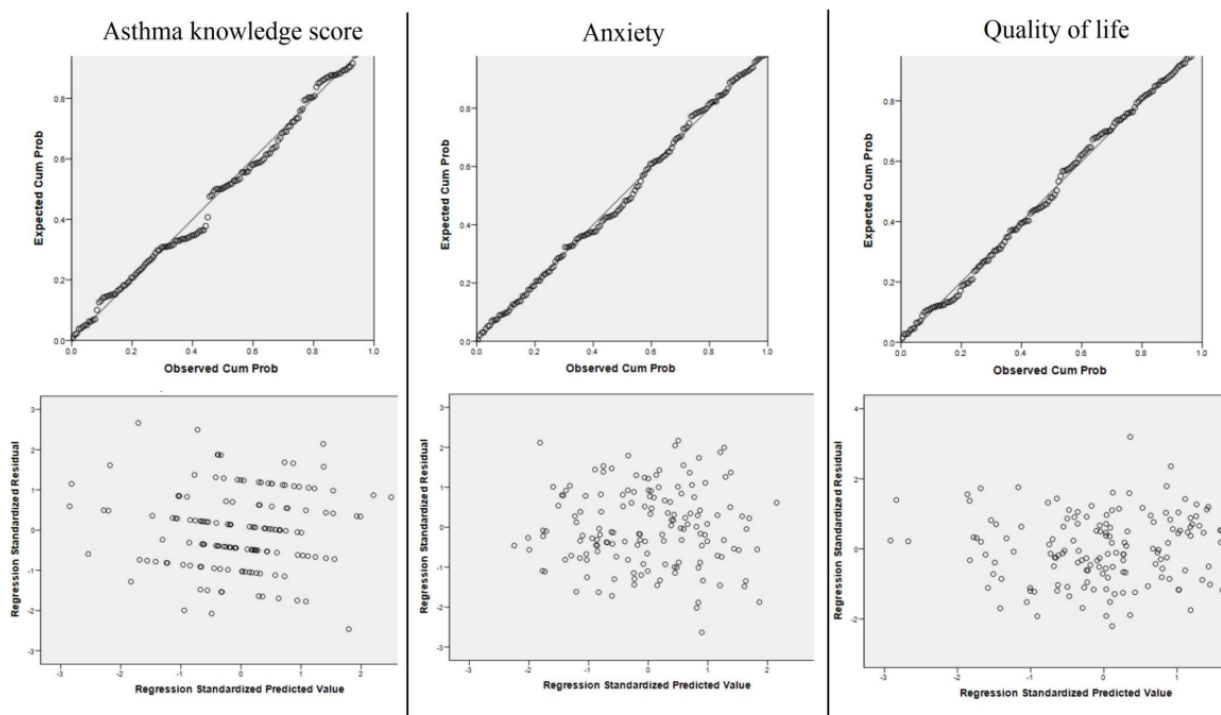 Asthma knowledge score
Anxiety
Quality of life
Expected Cum Prob
0.8
0.6
0.4
0.2
0.0
0.0 0.2 0.4 0.6 0.8 1.0
Observed Cum Prob
Expected Cum Prob
0.8
0.6
0.4
0.2
0.0
0.0 0.2 0.4 0.6 0.8 1.0
Observed Cum Prob
Expected Cum Prob
0.8
0.6
0.4
0.2
0.0
0.0 0.2 0.4 0.6 0.8 1.0
Observed Cum Prob
Regression Standardized Residual
3
2
1
0
-1
-2
-3
-3 -2 -1 0 1 2
Regression Standardized Predicted Value
Regression Standardized Residual
3
2
1
0
-1
-2
-3
-3 -2 -1 0 1 2
Regression Standardized Predicted Value
Regression Standardized Residual
4
2
0
-2
-3 -2 -1 0 1
Regression Standardized Predicted Value